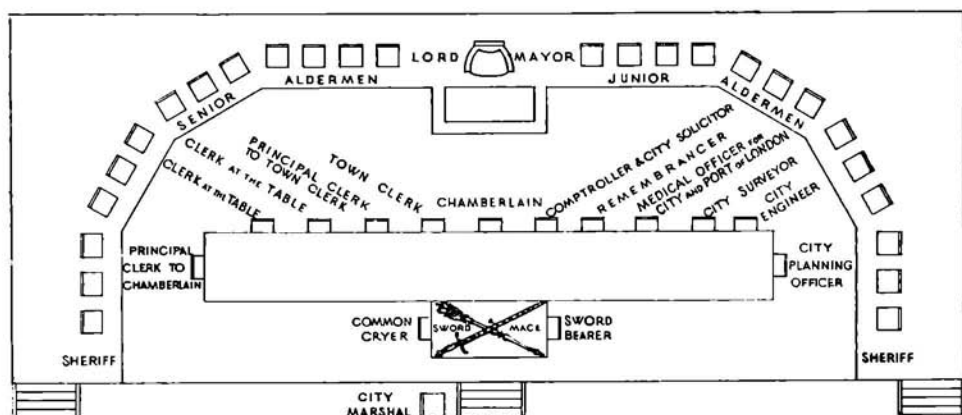 LORD MAYOR
ALDERMEN
JUNIOR
SENIOR
ALDERMEN
CLERK AT THE TABLE
CLERK AT THE TABLE
PRINCIPAL CLERK
TO TOWN CLERK
TOWN CLERK
CHAMBERLAIN
COMPTROLLER & CITY SOLICITOR
REMEMBRANCER
MEDICAL OFFICER FOR
CITY AND PORT OF LONDON
CITY SURVEYOR
CITY
ENGINEER
PRINCIPAL
CLERK TO
CHAMBERLAIN
CITY
PLANNING
OFFICER
COMMON
CRYER
SWORD
MACE
SWORD
BEARER
SHERIFF
SHERIFF
CITY
MARSHAL